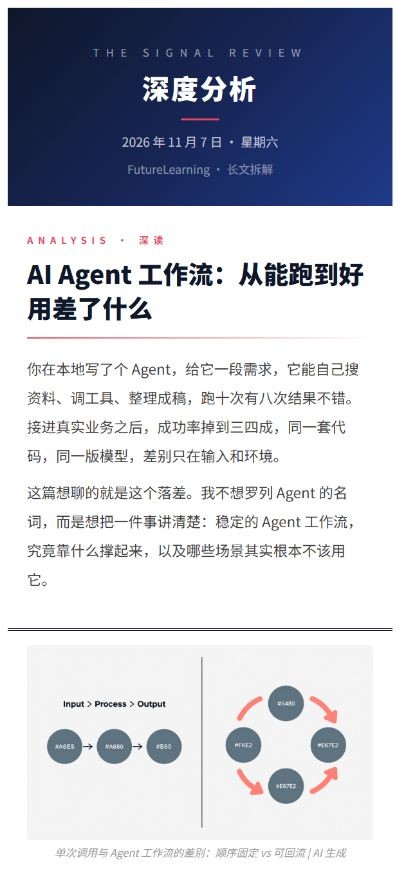 THE SIGNAL REVIEW
深度分析
2026 年 11 月 7 日 · 星期六
FutureLearning · 长文拆解
ANALYSIS · 深读
AI Agent 工作流：从能跑到好
用差了什么
你在本地写了个 Agent，给它一段需求，它能自己搜
资料、调工具、整理成稿，跑十次有八次结果不错。
接进真实业务之后，成功率掉到三四成，同一套代
码，同一版模型，差别只在输入和环境。
这篇想聊的就是这个落差。我不想罗列 Agent 的名
词，而是想把一件事讲清楚：稳定的 Agent 工作流，
究竟靠什么撑起来，以及哪些场景其实根本不该用
它。
Input > Process > Output
#A6E5
#A680
#E60
#5480
#F6E2
#E67E2
#E67E2
单次调用与 Agent 工作流的差别：顺序固定 vs 可回流 | AI 生成